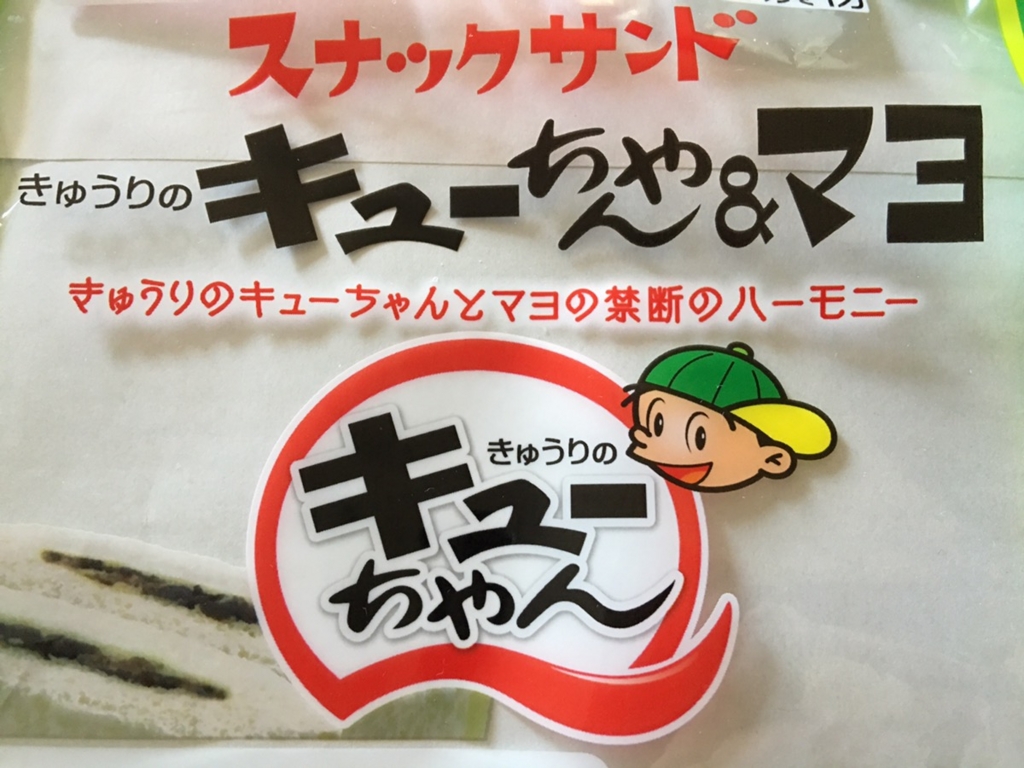 スナックサンド
きゅうりのキューちゃん&マヨ
きゅうりのキューちゃんとマヨの禁断のハーモニー
きゅうりの
キュー
ちゃん